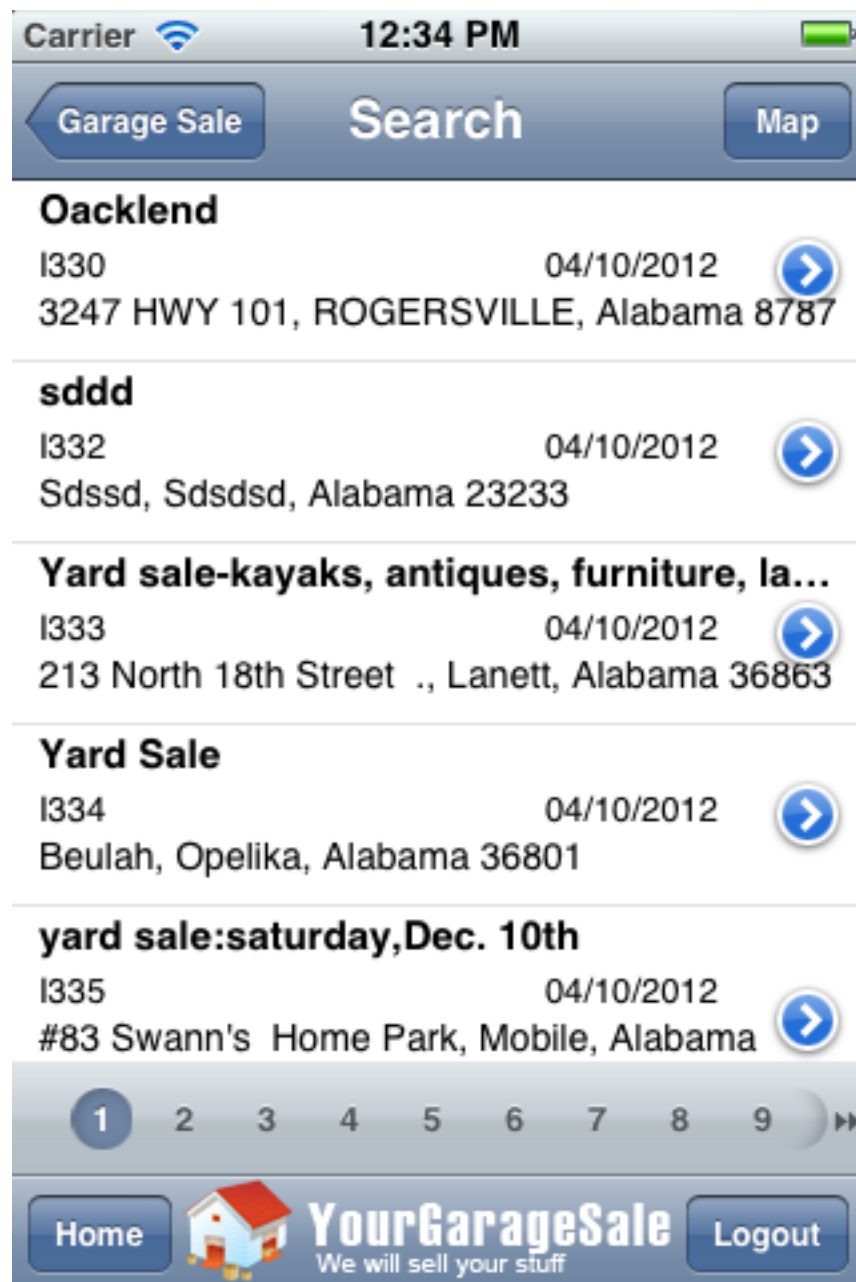 Carrier 12:34 PM
Garage Sale Search Map
Oacklend
I330 04/10/2012
3247 HWY 101, ROGERSVILLE, Alabama 8787
sddd
I332 04/10/2012
Sdssd, Sdsdsd, Alabama 23233
Yard sale-kayaks, antiques, furniture, la...
I333 04/10/2012
213 North 18th Street ., Lanett, Alabama 36863
Yard Sale
I334 04/10/2012
Beulah, Opelika, Alabama 36801
yard sale:saturday,Dec. 10th
I335 04/10/2012
#83 Swann's Home Park, Mobile, Alabama
1 2 3 4 5 6 7 8 9
Home YourGarageSale Logout
We will sell your stuff